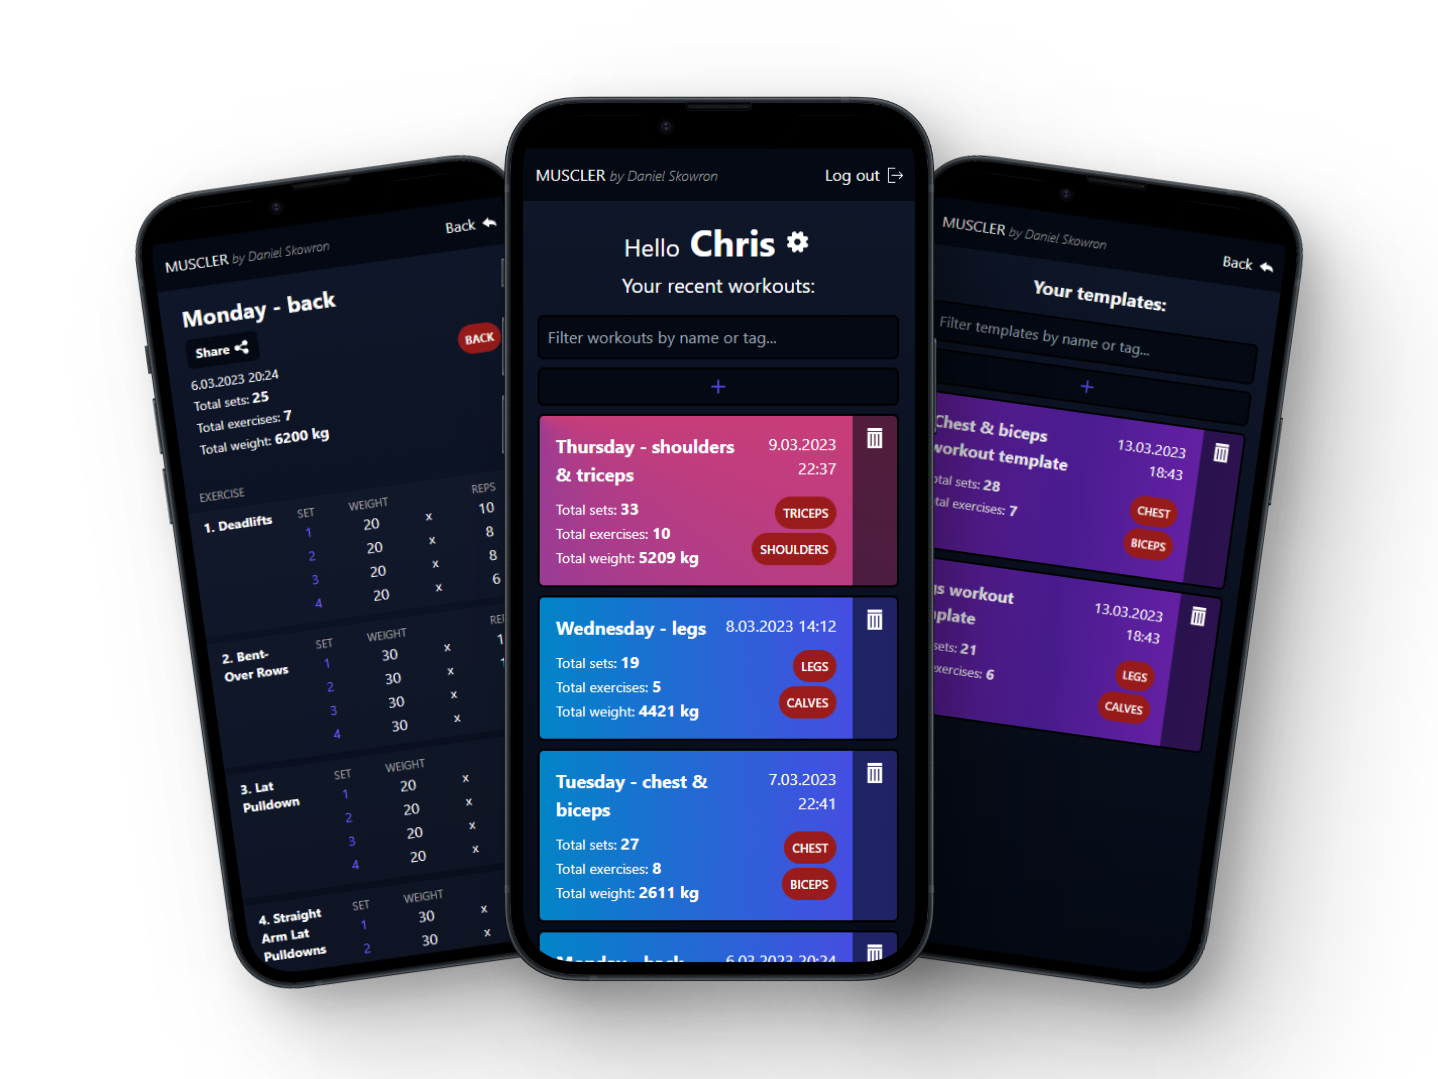 MUSCLER by Daniel Skowron
Back
Monday - back
Share
BACK
6.03.2023 20:24
Total sets: 25
Total exercises: 7
Total weight: 6200 kg
EXERCISE
1. Deadlifts
SET WEIGHT REPS
1 20 x 10
2 20 x 8
3 20 x 8
4 20 x 6
2. Bent-
Over Rows
SET WEIGHT
1 30 x
2 30 x
3 30 x
4 30 x
3. Lat
Pulldown
SET WEIGHT
1 20 x
2 20 x
3 20 x
4 20 x
4. Straight
Arm Lat
Pulldowns
SET WEIGHT
1 30 x
2 30 x
MUSCLER by Daniel Skowron
Log out
Hello Chris
Your recent workouts:
Filter workouts by name or tag...
+
Thursday - shoulders
& triceps
9.03.2023
22:37
Total sets: 33
Total exercises: 10
Total weight: 5209 kg
TRICEPS
SHOULDERS
Wednesday - legs
8.03.2023 14:12
Total sets: 19
Total exercises: 5
Total weight: 4421 kg
LEGS
CALVES
Tuesday - chest &
biceps
7.03.2023
22:41
Total sets: 27
Total exercises: 8
Total weight: 2611 kg
CHEST
BICEPS
Monday - back
6.03.2023 20:24
MUSCLER by Daniel Skowron
Back
Your templates:
Filter templates by name or tag...
+
Chest & biceps
workout template
13.03.2023
18:43
sets: 28
exercises: 7
CHEST
BICEPS
workout
13.03.2023
18:43
sets: 21
exercises: 6
LEGS
CALVES